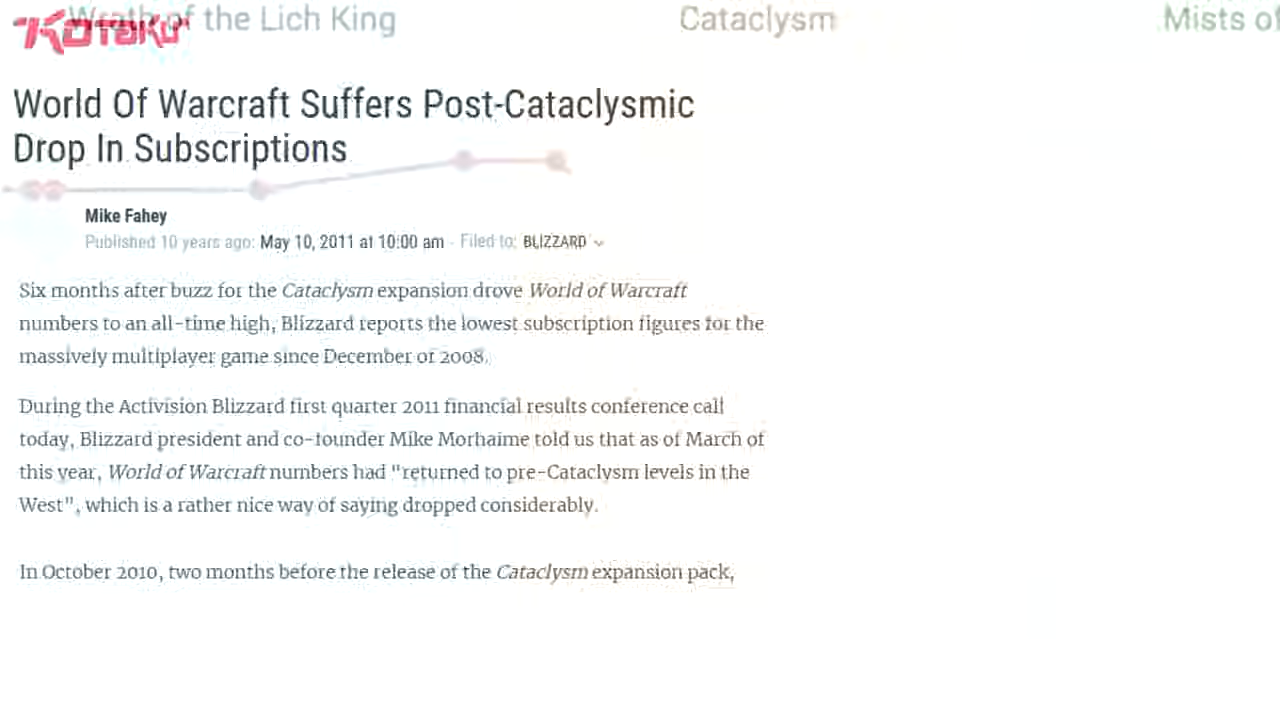 Wrath of the Lich King Cataclysm Mists of
KOTAKU
World Of Warcraft Suffers Post-Cataclysmic
Drop In Subscriptions
Mike Fahey
Published 10 years ago: May 10, 2011 at 10:00 am · Filed to: BLIZZARD
Six months after buzz for the Cataclysm expansion drove World of Warcraft
numbers to an all-time high, Blizzard reports the lowest subscription figures for the
massively multiplayer game since December of 2008.
During the Activision Blizzard first quarter 2011 financial results conference call
today, Blizzard president and co-founder Mike Morhaime told us that as of March of
this year, World of Warcraft numbers had "returned to pre-Cataclysm levels in the
West", which is a rather nice way of saying dropped considerably.
In October 2010, two months before the release of the Cataclysm expansion pack,